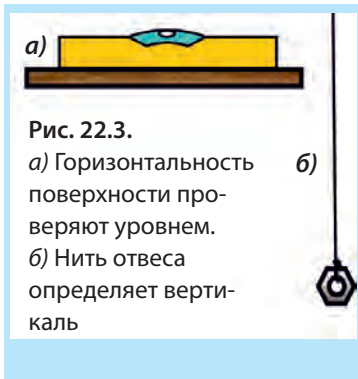 а)
Рис. 22.3.
а) Горизонтальность
поверхности про-
веряют уровнем.
б) Нить отвеса
определяет верти-
каль
б)